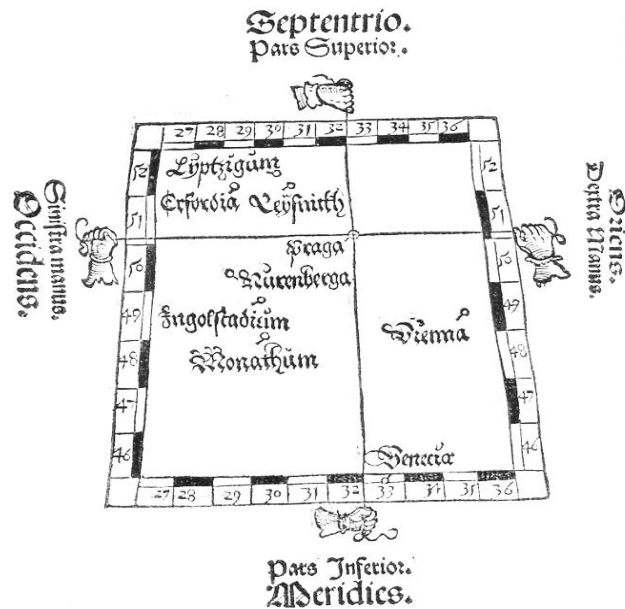 Septentrio.
Pars Superior.
27 28 29 30 31 32 33 34 35 36
52 Lyptzigum 52
51 Erfordia Leysnickh 51
Sinistra manus.
Occidens.
Oriens.
Dextra Manus.
Praga
50 Nurenberga 50
49 Ingolstadium 49
Vienna
48 Monathum 48
47 47
46 Venecia 46
27 28 29 30 31 32 33 34 35 36
Pars Inferior.
Meridies.